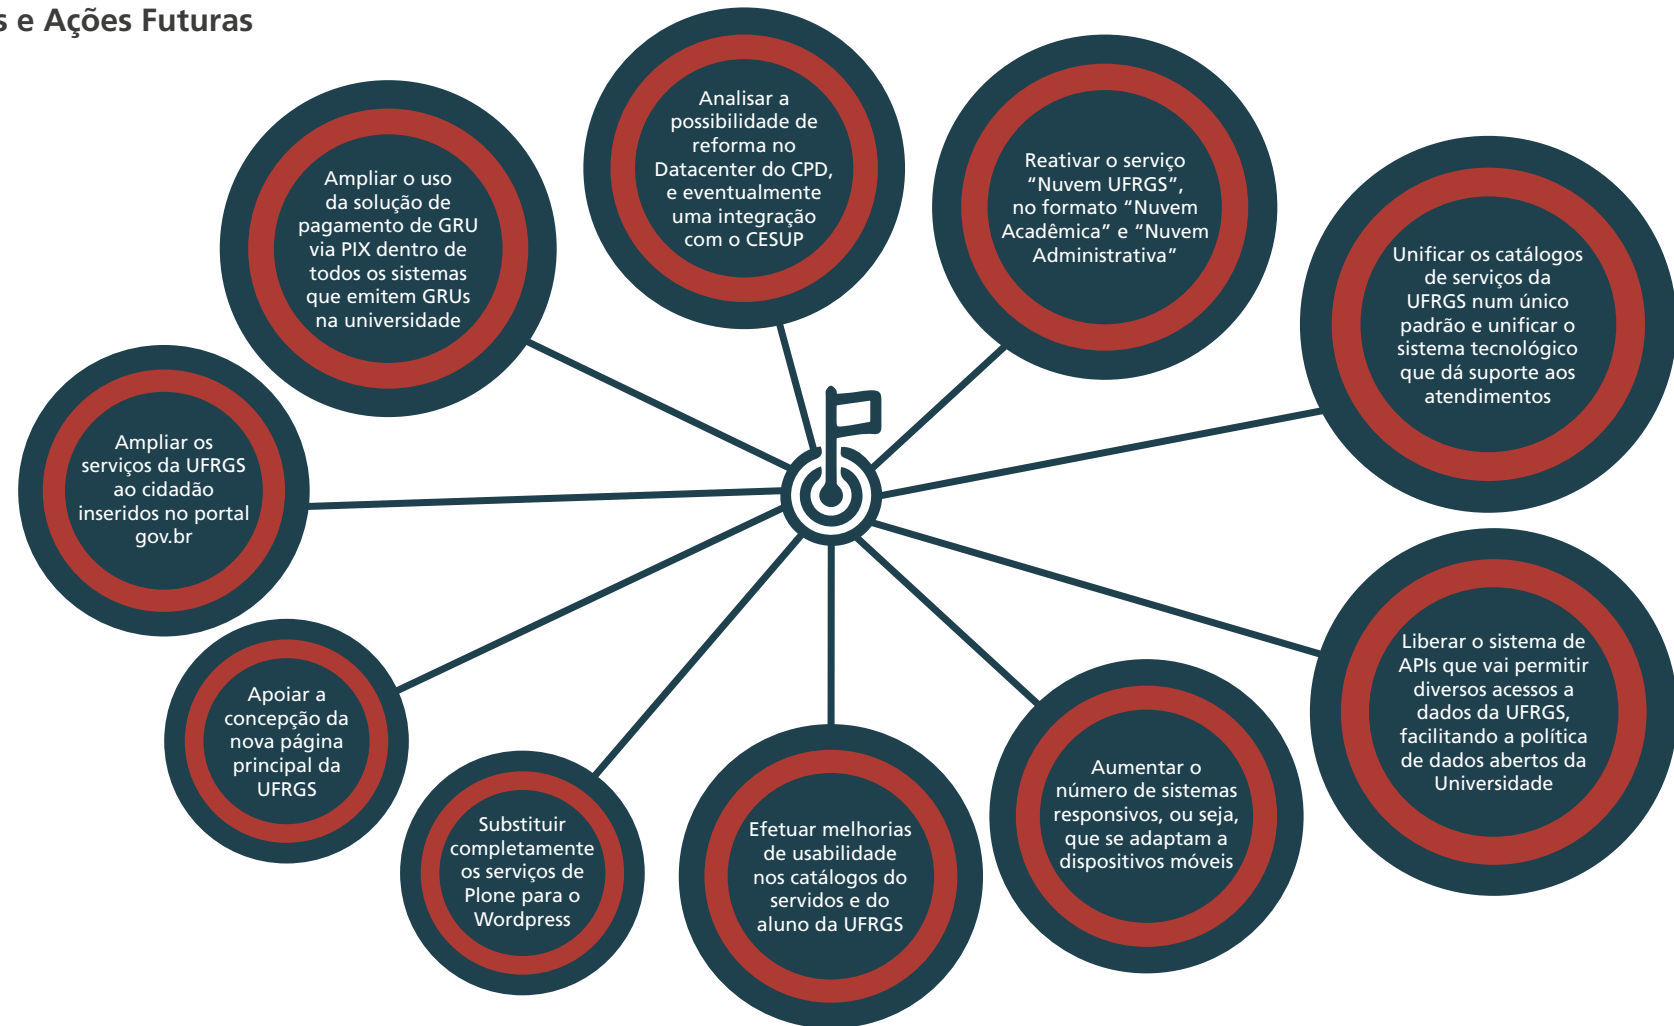 s e Ações Futuras
Analisar a
possibilidade de
reforma no
Datacenter do CPD,
e eventualmente
uma integração
com o CESUP
Reativar o serviço
“Nuvem UFRGS”,
no formato “Nuvem
Acadêmica” e “Nuvem
Administrativa”
Unificar os catálogos
de serviços da
UFRGS num único
padrão e unificar o
sistema tecnológico
que dá suporte aos
atendimentos
Liberar o sistema de
APIs que vai permitir
diversos acessos a
dados da UFRGS,
facilitando a política
de dados abertos da
Universidade
Aumentar o
número de sistemas
responsivos, ou seja,
que se adaptam a
dispositivos móveis
Efetuar melhorias
de usabilidade
nos catálogos do
servidos e do
aluno da UFRGS
Substituir
completamente
os serviços de
Plone para o
Wordpress
Apoiar a
concepção da
nova página
principal da
UFRGS
Ampliar os
serviços da UFRGS
ao cidadão
inseridos no portal
gov.br
Ampliar o uso
da solução de
pagamento de GRU
via PIX dentro de
todos os sistemas
que emitem GRUs
na universidade